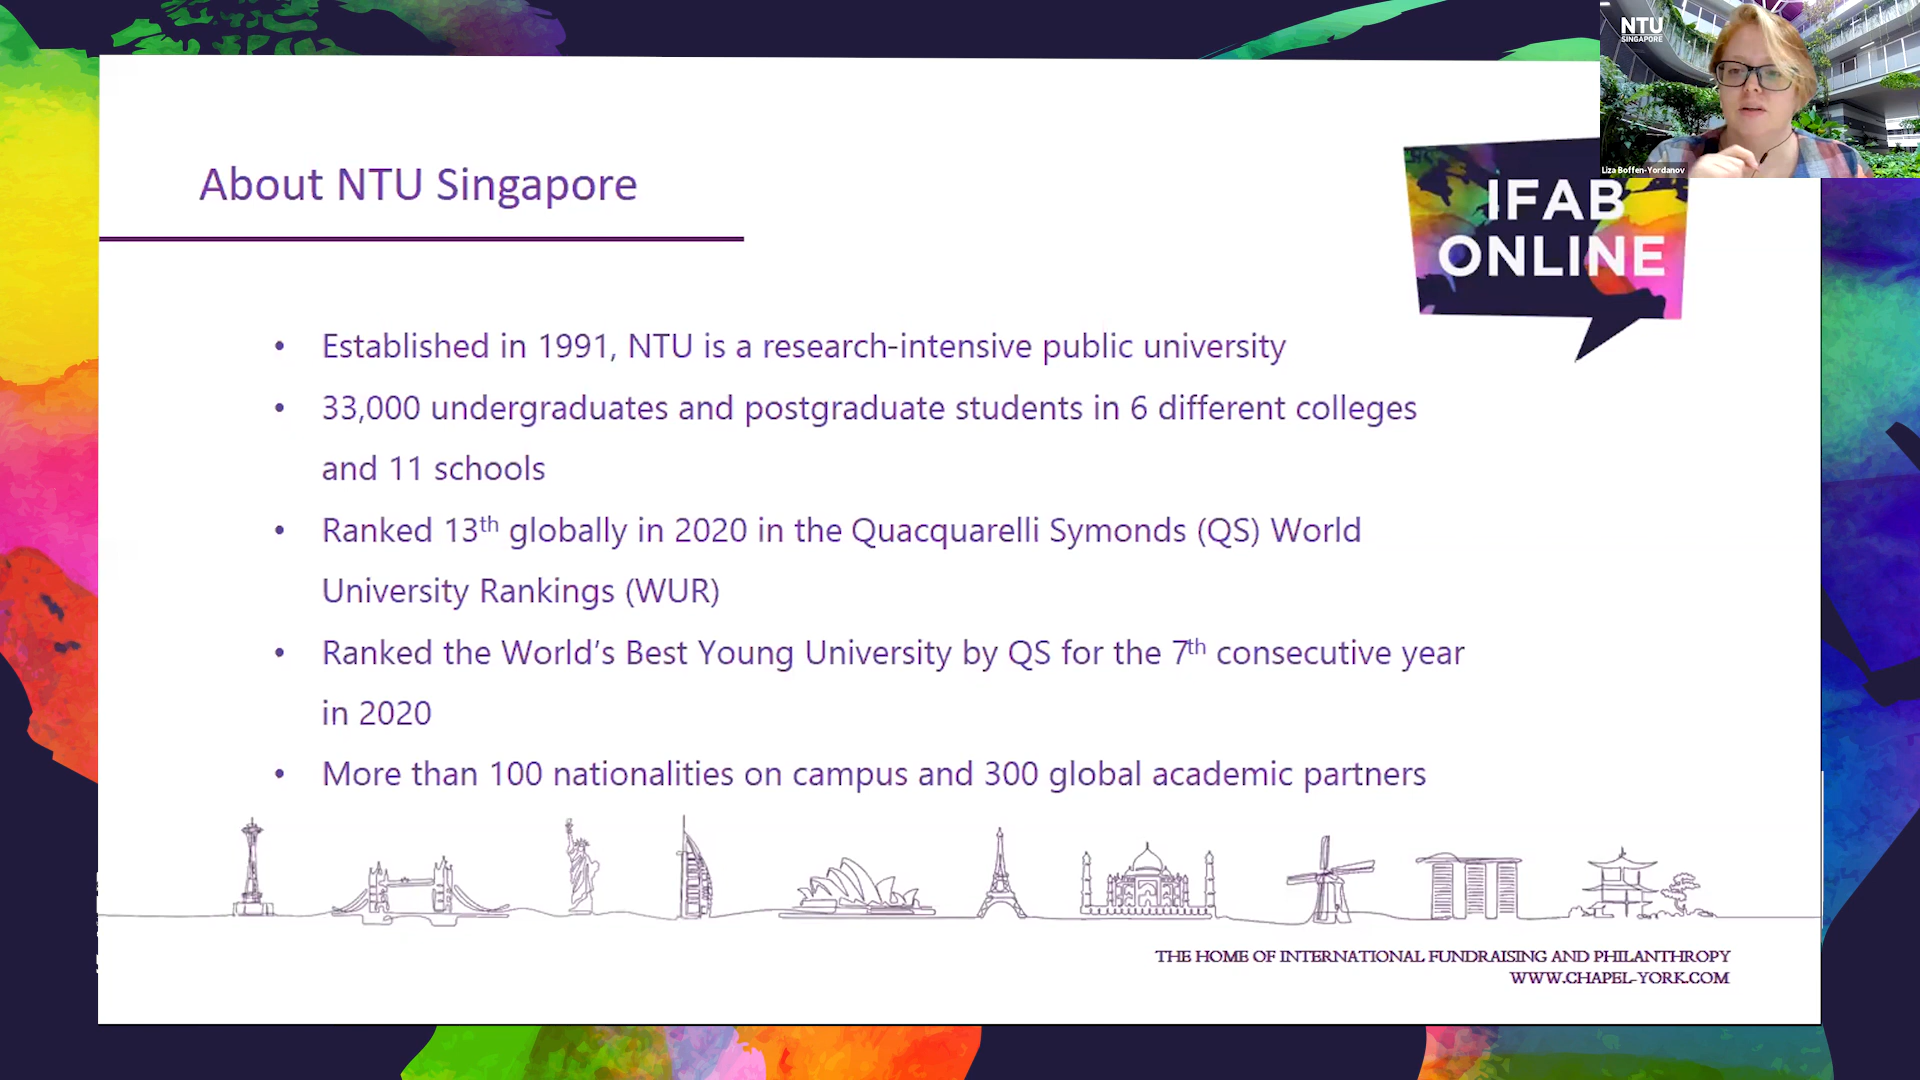 NTU
SINGAPORE
Liza Boffen-Yordanov
About NTU Singapore
IFAB
ONLINE
• Established in 1991, NTU is a research-intensive public university
• 33,000 undergraduates and postgraduate students in 6 different colleges
and 11 schools
• Ranked 13th globally in 2020 in the Quacquarelli Symonds (QS) World
University Rankings (WUR)
• Ranked the World's Best Young University by QS for the 7th consecutive year
in 2020
• More than 100 nationalities on campus and 300 global academic partners
THE HOME OF INTERNATIONAL FUNDRAISING AND PHILANTHROPY
WWW.CHAPEL-YORK.COM